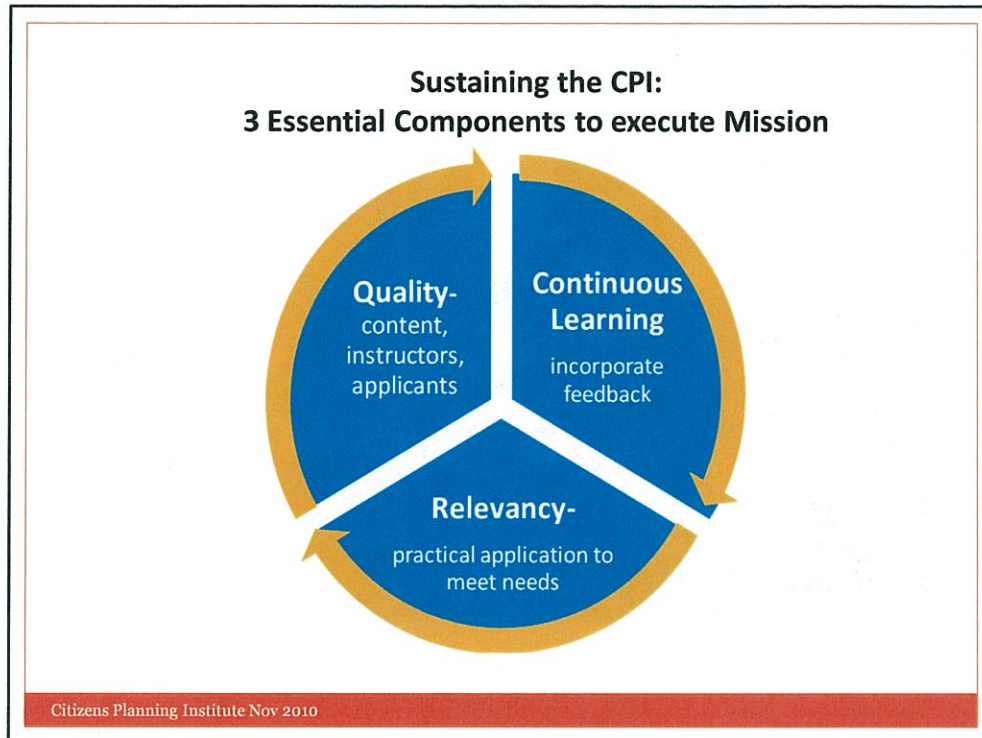 Sustaining the CPI:
3 Essential Components to execute Mission
Quality-
content,
instructors,
applicants
Continuous
Learning
incorporate
feedback
Relevancy-
practical application to
meet needs
Citizens Planning Institute Nov 2010